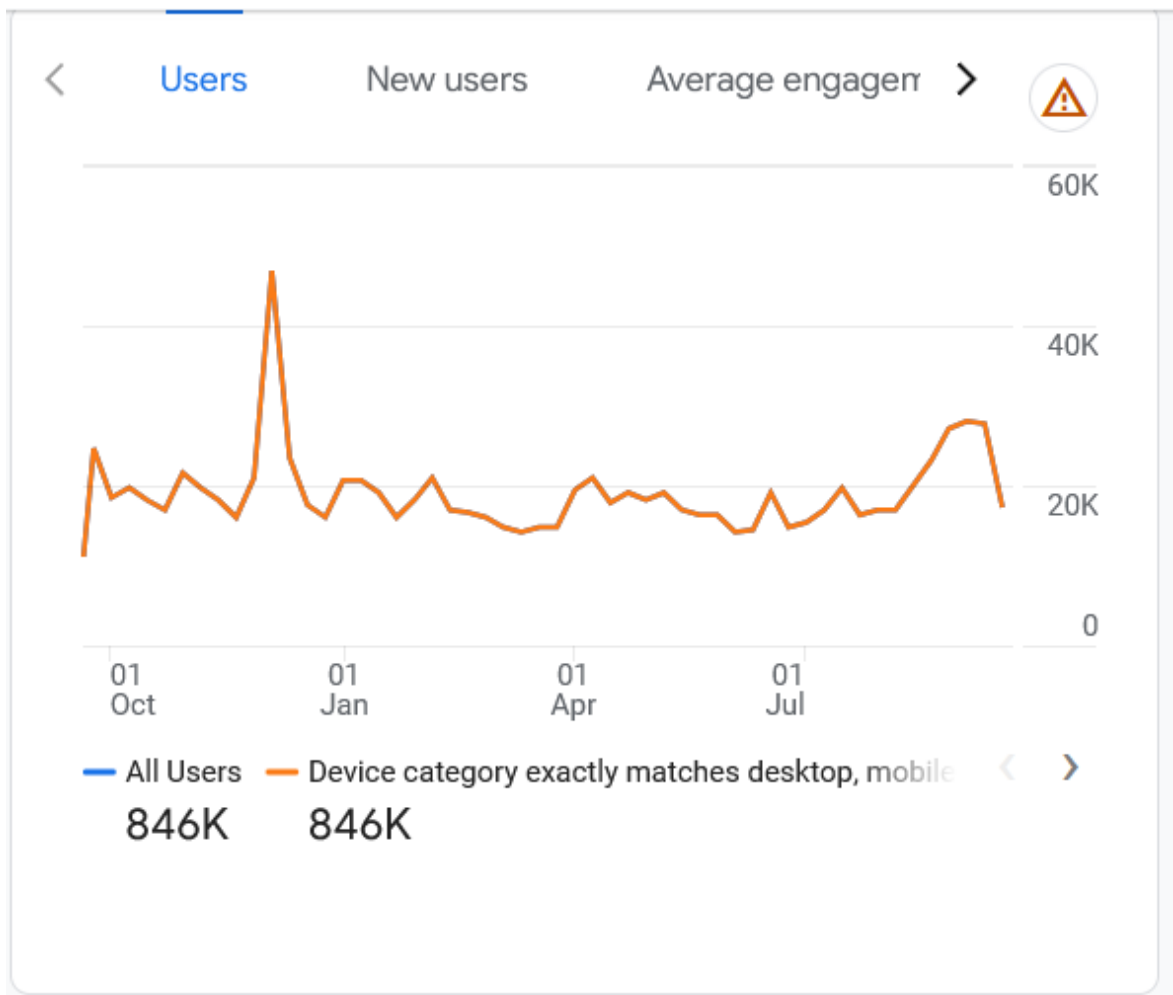 Users New users Average engagem
60K
40K
20K
0
01 01 01 01
Oct Jan Apr Jul
All Users Device category exactly matches desktop, mobile
846K 846K